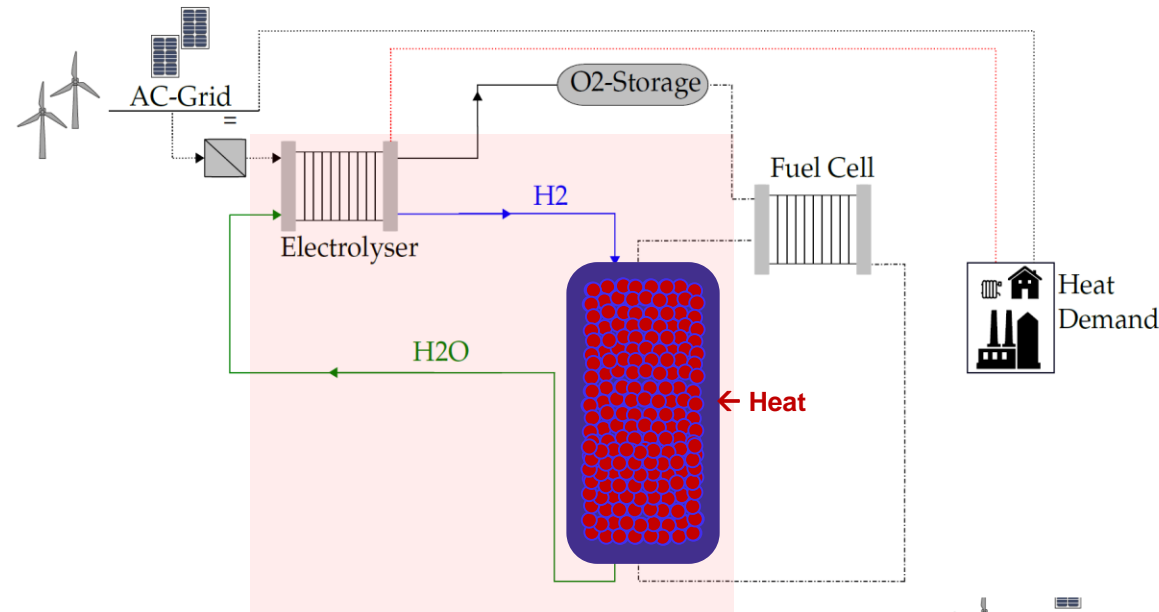 AC-Grid
=
O2-Storage
Fuel Cell
H2
Electrolyser
Heat
Demand
H2O
← Heat